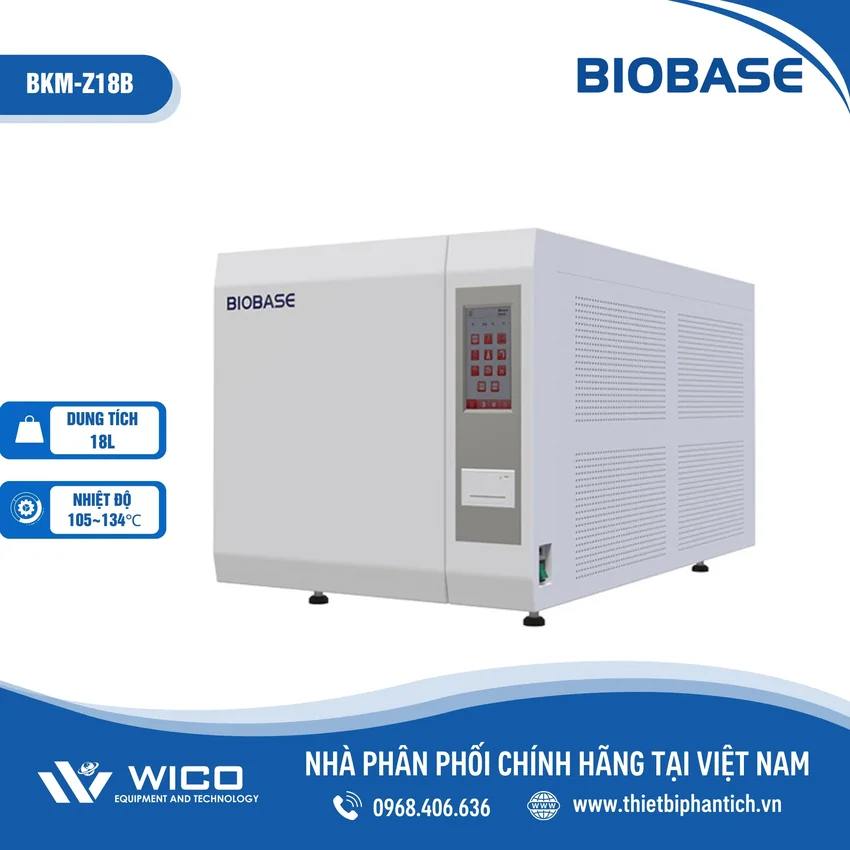 BKM-Z18B
BIOBASE
BIOBASE
DUNG TÍCH
18L
NHIỆT ĐỘ
105~134°C
WICO
EQUIPMENT AND TECHNOLOGY
NHÀ PHÂN PHỐI CHÍNH HÃNG TẠI VIỆT NAM
0968.406.636
www.thietbiphantich.vn